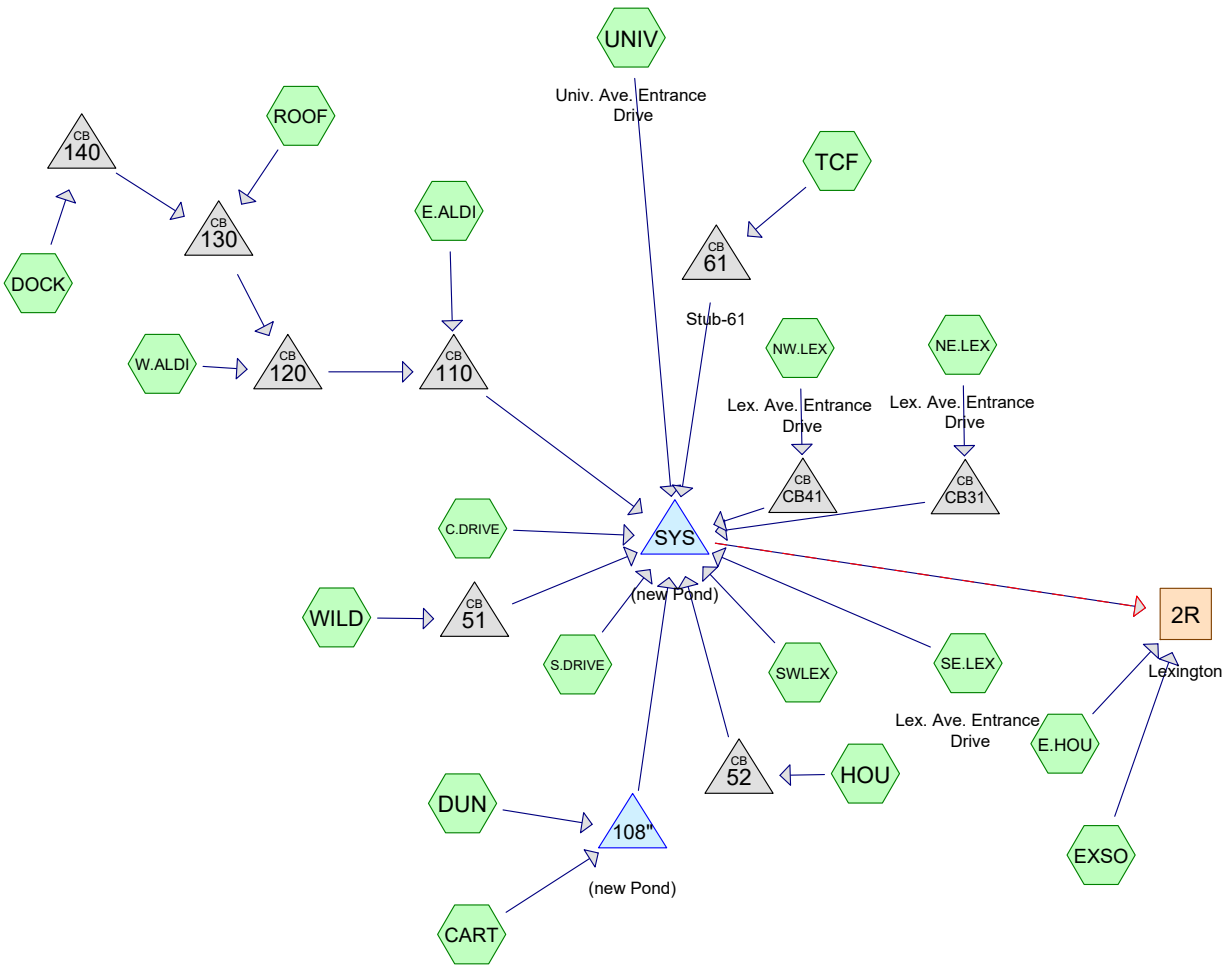 UNIV
Univ. Ave. Entrance
Drive
ROOF
CB
140
TCF
E.ALDI
CB
130
CB
61
DOCK
Stub-61
W.ALDI
CB
120
CB
110
NW.LEX
Lex. Ave. Entrance
Drive
NE.LEX
Lex. Ave. Entrance
Drive
CB
CB41
CB
CB31
C.DRIVE
SYS
(new Pond)
WILD
CB
51
2R
Lexington
S.DRIVE
SWLEX
SE.LEX
Lex. Ave. Entrance
Drive
E.HOU
CB
52
HOU
DUN
108"
(new Pond)
EXSO
CART